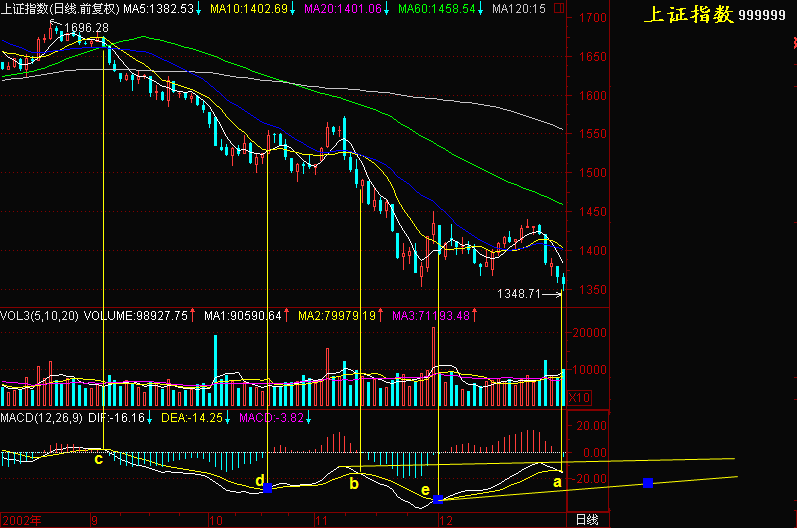 上证指数(日线.前复权) MA5:1382.53↓ MA10:1402.69↓ MA20:1401.06↓ MA60:1458.54↓ MA120:15
上证指数 999999
1696.28
1700
1650
1600
1550
1500
1450
1400
1350
1348.71
VOL3(5,10,20) VOLUME:98927.75↑ MA1:90590.64↑ MA2:79979.19↑ MA3:71193.48↑
20000
10000
X10
MACD(12,26,9) DIF:-16.16↓ DEA:-14.25↓ MACD:-3.82↓
20.00
0.00
-20.00
c
d
b
e
a
2002年 9 10 11 12 日线